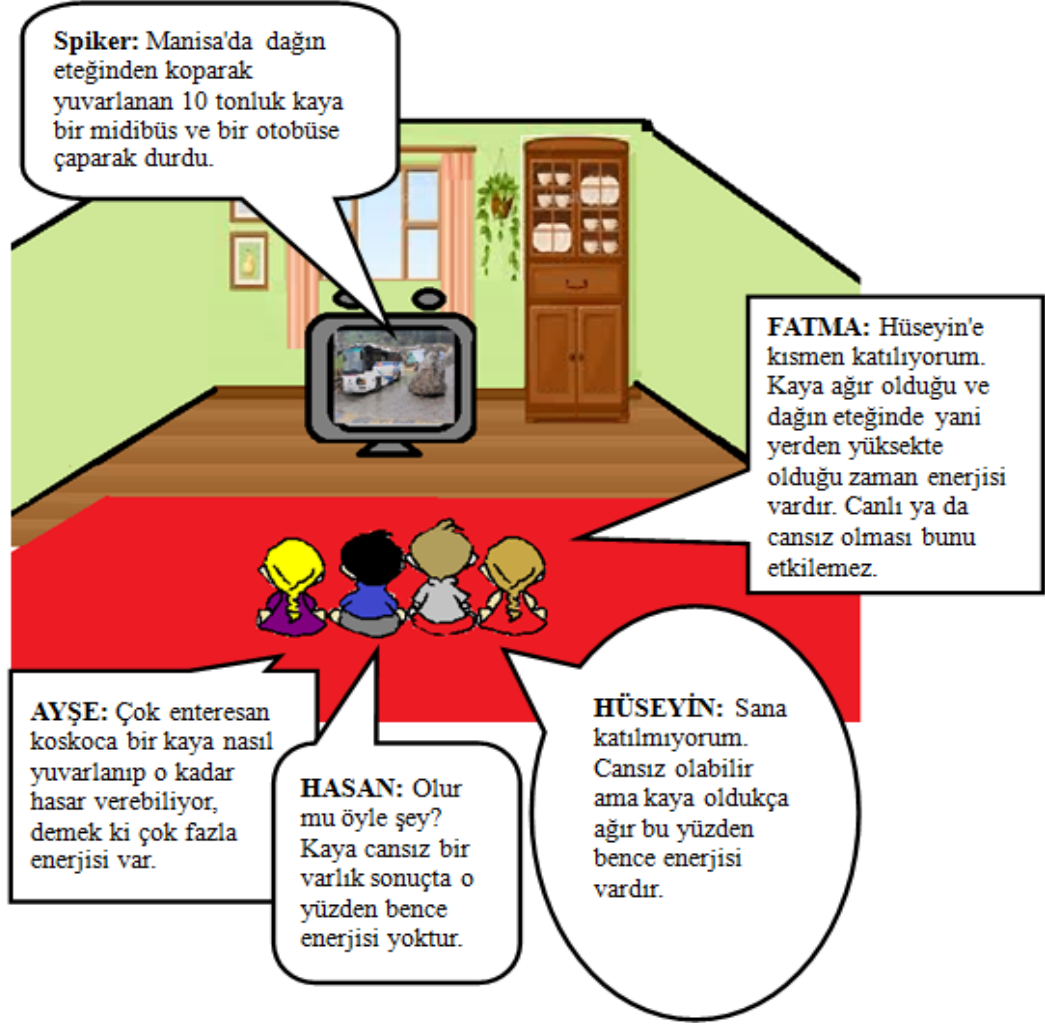 Spiker: Manisa'da dağın
eteğinden koparak
yuvarlanan 10 tonluk kaya
bir midibüs ve bir otobüse
çaparak durdu.
FATMA: Hüseyin'e
kısmen katılıyorum.
Kaya ağır olduğu ve
dağın eteğinde yani
yerden yüksekte
olduğu zaman enerjisi
vardır. Canlı ya da
cansız olması bunu
etkilemez.
AYŞE: Çok enteresan
koskoca bir kaya nasıl
yuvarlanıp o kadar
hasar verebiliyor,
demek ki çok fazla
enerjisi var.
HASAN: Olur
mu öyle şey?
Kaya cansız bir
varlık sonuçta o
yüzden bence
enerjisi yoktur.
HÜSEYİN: Sana
katılmıyorum.
Cansız olabilir
ama kaya oldukça
ağır bu yüzden
bence enerjisi
vardır.